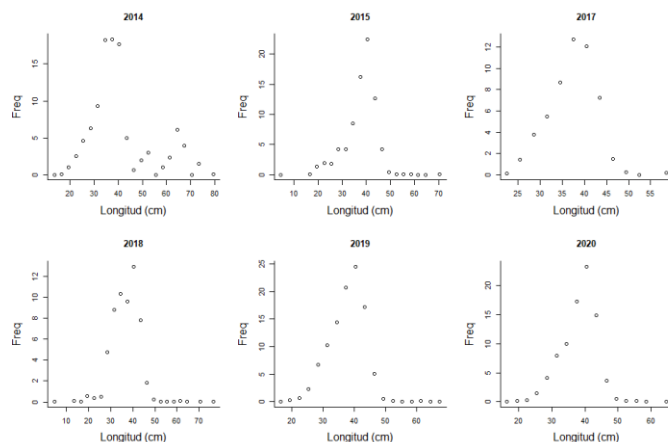 2014
2015
2017
Freq
0 5 10 15
20 30 40 50 60 70 80
Longitud (cm)
Freq
0 5 10 15 20
10 20 30 40 50 60 70
Longitud (cm)
Freq
0 2 4 6 8 10 12
25 30 35 40 45 50 55
Longitud (cm)
2018
2019
2020
Freq
0 2 4 6 8 10 12
10 20 30 40 50 60 70
Longitud (cm)
Freq
0 5 10 15 20 25
20 30 40 50 60
Longitud (cm)
Freq
0 5 10 15 20
20 30 40 50 60
Longitud (cm)